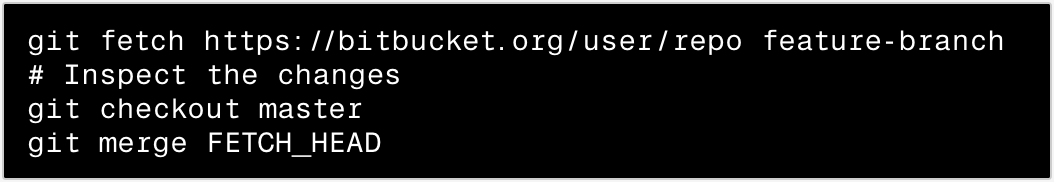 git fetch https://bitbucket.org/user/repo feature-branch
# Inspect the changes
git checkout master
git merge FETCH_HEAD